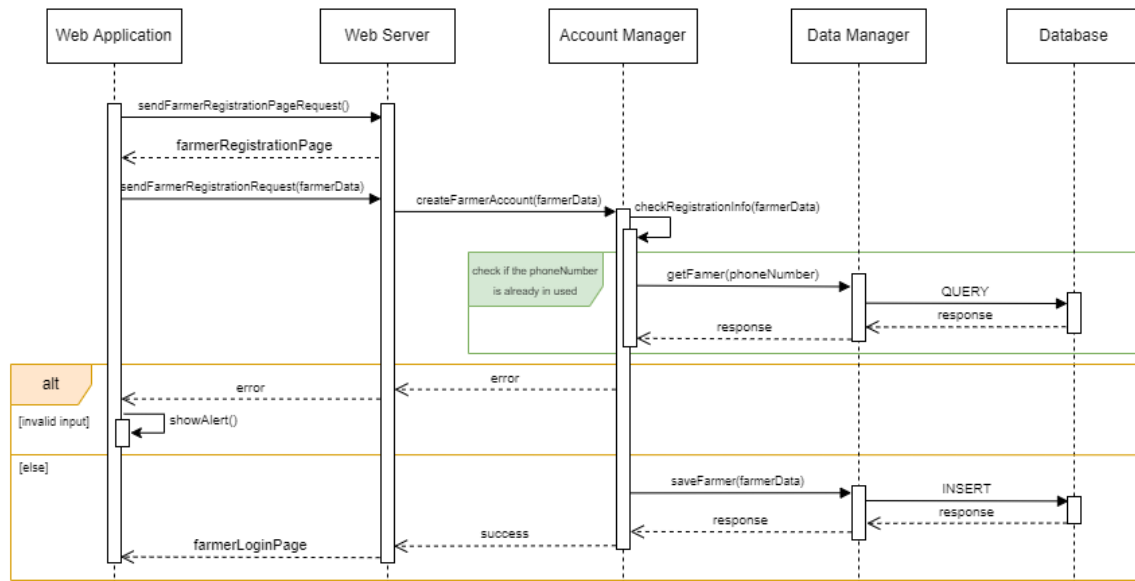 Web Application
Web Server
Account Manager
Data Manager
Database
sendFarmerRegistrationPageRequest()
farmerRegistrationPage
sendFarmerRegistrationRequest(farmerData)
createFarmerAccount(farmerData)
checkRegistrationInfo(farmerData)
check if the phoneNumber
is already in used
getFamer(phoneNumber)
QUERY
response
response
alt
error
error
[invalid input]
showAlert()
[else]
saveFarmer(farmerData)
INSERT
response
response
success
farmerLoginPage